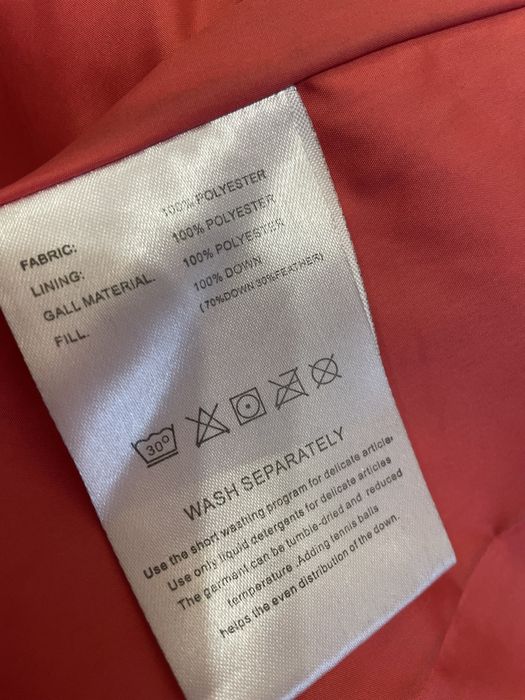 FABRIC: 100% POLYESTER
LINING: 100% POLYESTER
GALL MATERIAL. 100% POLYESTER
FILL. 100% DOWN
(70%DOWN 30%FEATHER)
30°
WASH SEPARATELY
Use the short washing program for delicate article.
Use only liquid detergents for delicate articles
The garment can be tumble-dried and reduced
temperature .Adding tennis balls
helps the even distribution of the down.